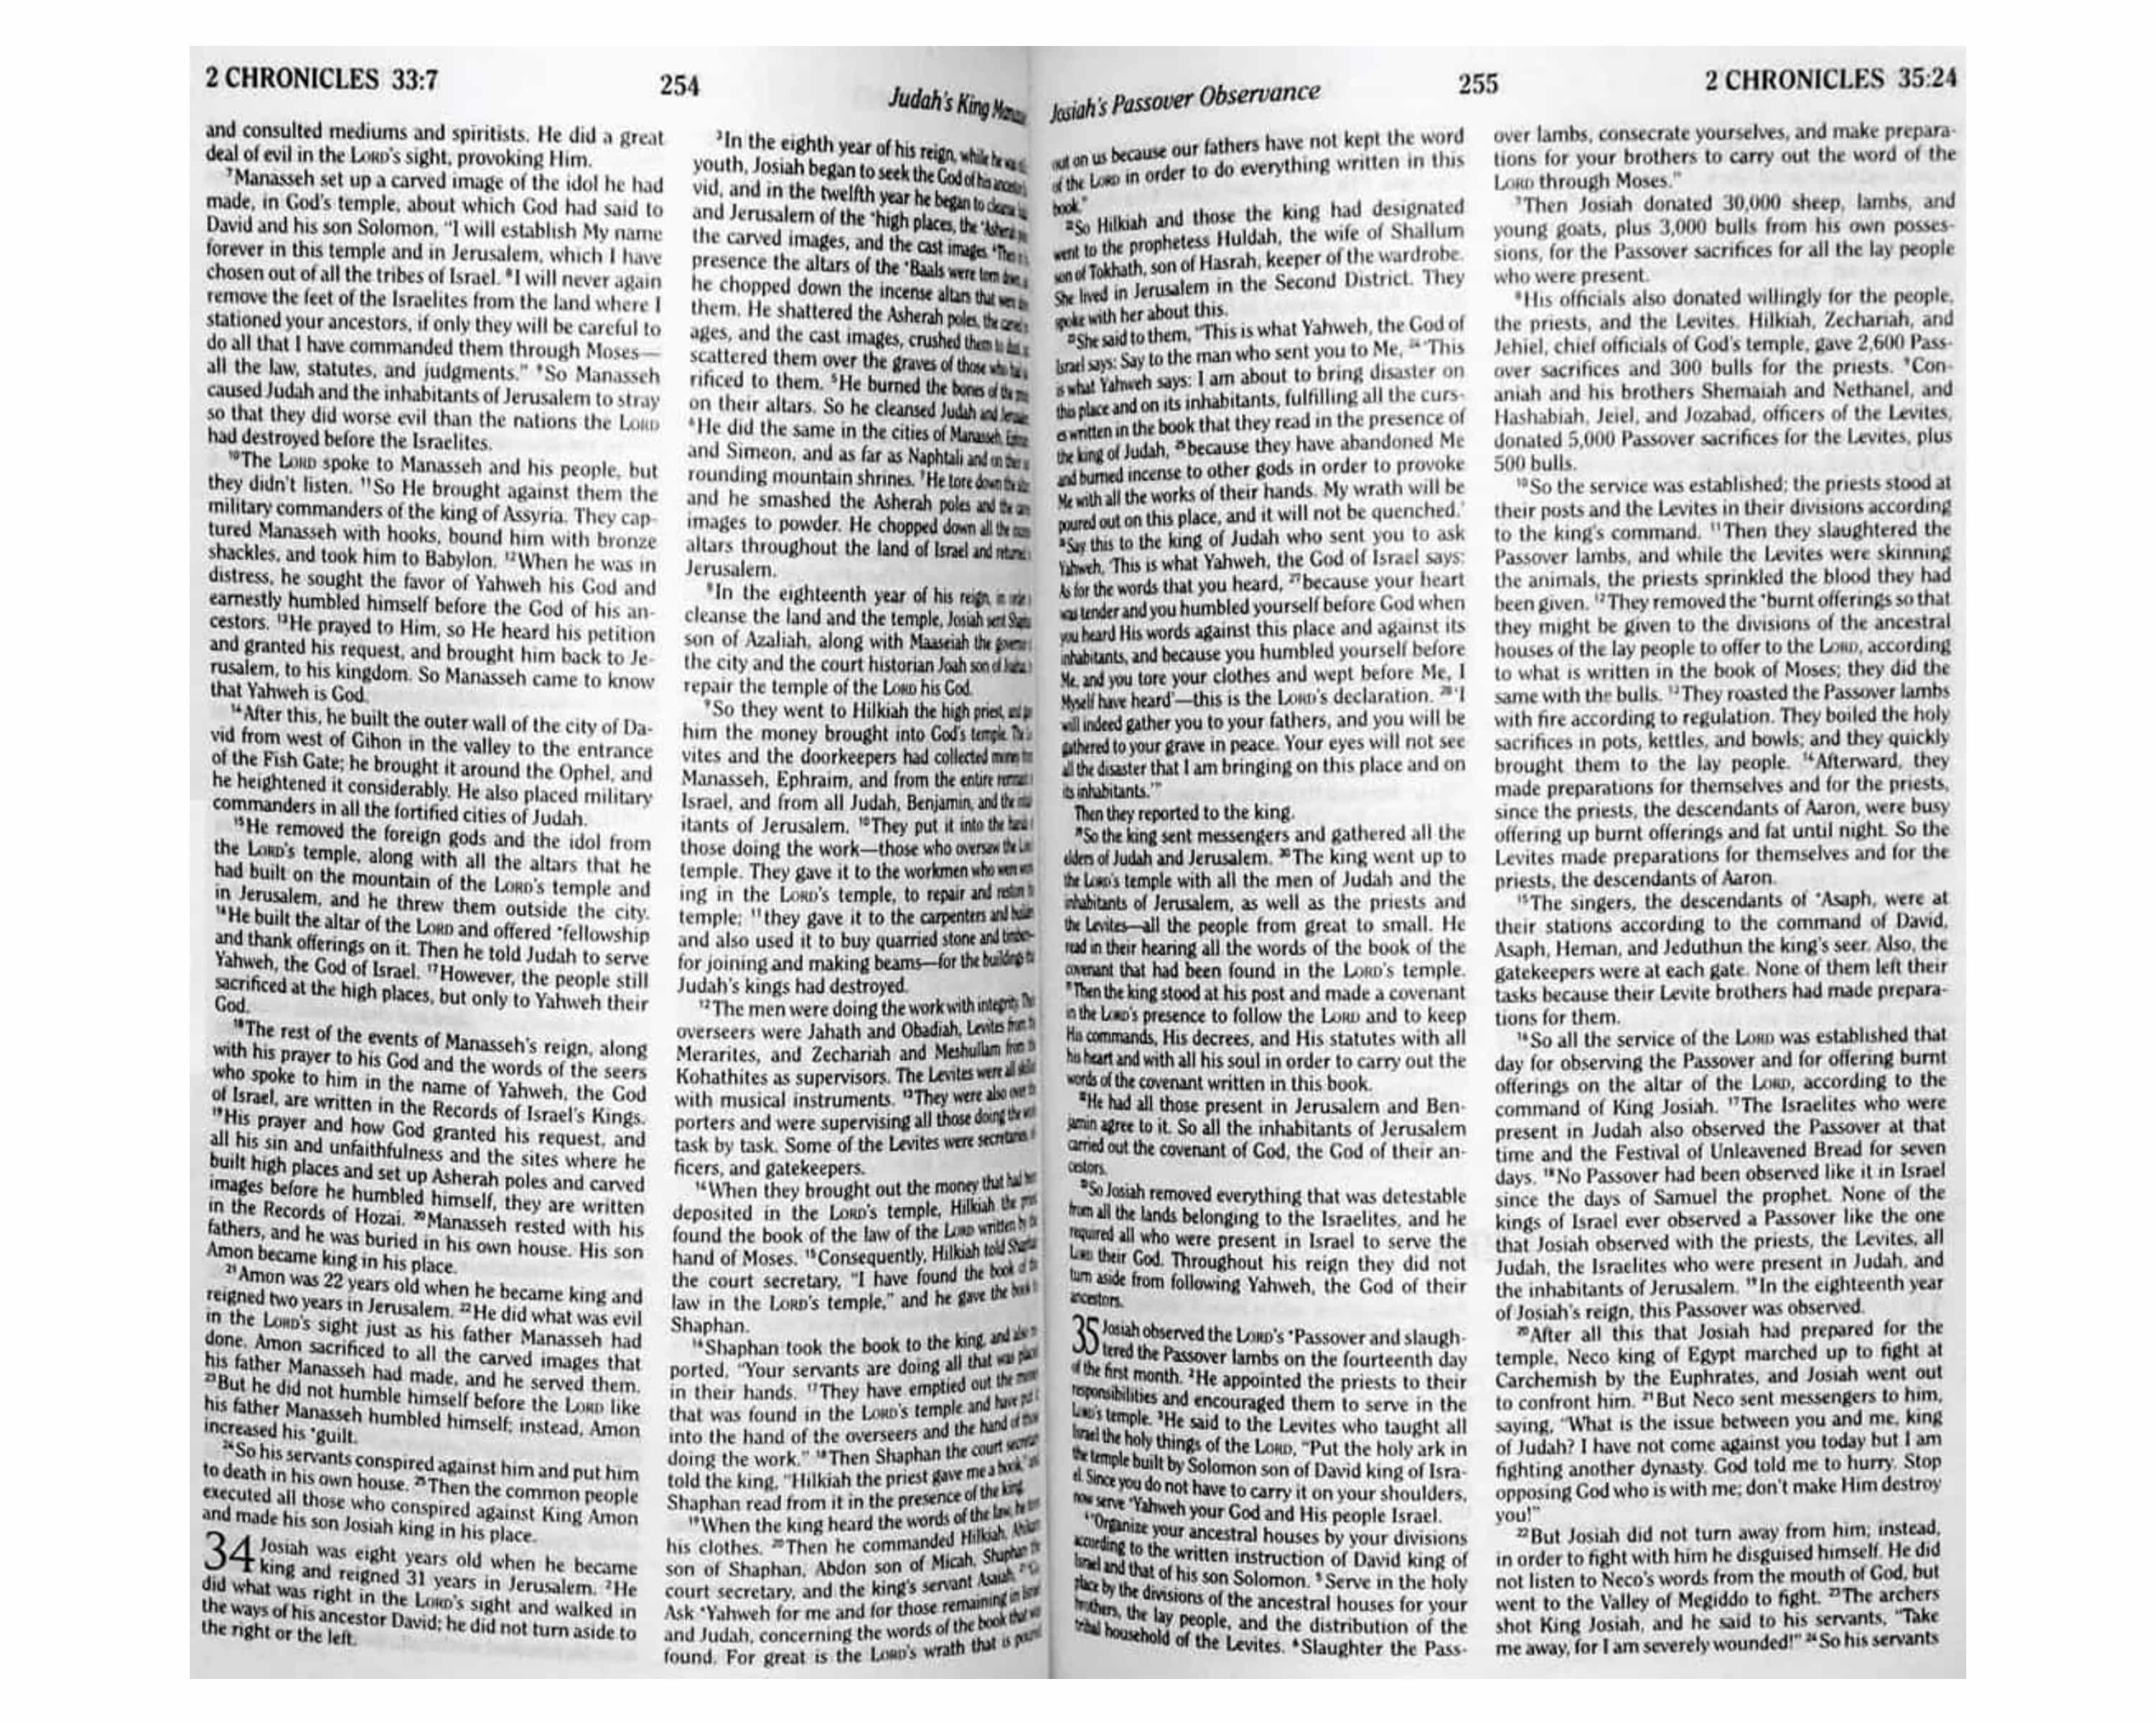 2 CHRONICLES 33:7
254
Judah's King
and consulted mediums and spiritists. He did a great
deal of evil in the LORD's sight, provoking Him.
7Manasseh set up a carved image of the idol he had
made, in God's temple, about which God had said to
David and his son Solomon, "I will establish My name
forever in this temple and in Jerusalem, which I have
chosen out of all the tribes of Israel. 8I will never again
remove the feet of the Israelites from the land where I
stationed your ancestors, if only they will be careful to
do all that I have commanded them through Moses—
all the law, statutes, and judgments." 9So Manasseh
caused Judah and the inhabitants of Jerusalem to stray
so that they did worse evil than the nations the LORD
had destroyed before the Israelites.
10The LORD spoke to Manasseh and his people, but
they didn't listen. 11So He brought against them the
military commanders of the king of Assyria. They cap-
tured Manasseh with hooks, bound him with bronze
shackles, and took him to Babylon. 12When he was in
distress, he sought the favor of Yahweh his God and
earnestly humbled himself before the God of his an-
cestors. 13He prayed to Him, so He heard his petition
and granted his request, and brought him back to Je-
rusalem, to his kingdom. So Manasseh came to know
that Yahweh is God.
14After this, he built the outer wall of the city of Da-
vid from west of Gihon in the valley to the entrance
of the Fish Gate; he brought it around the Ophel, and
he heightened it considerably. He also placed military
commanders in all the fortified cities of Judah.
15He removed the foreign gods and the idol from
the LORD's temple, along with all the altars that he
had built on the mountain of the LORD's temple and
in Jerusalem, and he threw them outside the city.
16He built the altar of the LORD and offered •fellowship
and thank offerings on it. Then he told Judah to serve
Yahweh, the God of Israel. 17However, the people still
sacrificed at the high places, but only to Yahweh their
God.
18The rest of the events of Manasseh's reign, along
with his prayer to his God and the words of the seers
who spoke to him in the name of Yahweh, the God
of Israel, are written in the Records of Israel's Kings.
19His prayer and how God granted his request, and
all his sin and unfaithfulness and the sites where he
built high places and set up Asherah poles and carved
images before he humbled himself, they are written
in the Records of Hozai. 20Manasseh rested with his
fathers, and he was buried in his own house. His son
Amon became king in his place.
21Amon was 22 years old when he became king and
reigned two years in Jerusalem. 22He did what was evil
in the LORD's sight just as his father Manasseh had
done. Amon sacrificed to all the carved images that
his father Manasseh had made, and he served them.
23But he did not humble himself before the LORD like
his father Manasseh humbled himself; instead, Amon
increased his •guilt.
24So his servants conspired against him and put him
to death in his own house. 25Then the common people
executed all those who conspired against King Amon
and made his son Josiah king in his place.
34 Josiah was eight years old when he became
king and reigned 31 years in Jerusalem. 2He
did what was right in the LORD's sight and walked in
the ways of his ancestor David; he did not turn aside to
the right or the left.
3In the eighth year of his reign, while he was
youth, Josiah began to seek the God of his
vid, and in the twelfth year he began to
and Jerusalem of the •high places, the
the carved images, and the cast images.
presence the altars of the •Baals were torn
he chopped down the incense altars that
them. He shattered the Asherah poles, the
ages, and the cast images, crushed them to
scattered them over the graves of those who
rificed to them. 5He burned the bones of the
on their altars. So he cleansed Judah and
6He did the same in the cities of Manasseh,
and Simeon, and as far as Naphtali and on
rounding mountain shrines. 7He tore down the
and he smashed the Asherah poles and the
images to powder. He chopped down all the
altars throughout the land of Israel and
Jerusalem.
8In the eighteenth year of his reign, in
cleanse the land and the temple, Josiah sent
son of Azaliah, along with Maaseiah the
the city and the court historian Joah son of
repair the temple of the LORD his God.
9So they went to Hilkiah the high priest, and
him the money brought into God's temple. The
vites and the doorkeepers had collected money
Manasseh, Ephraim, and from the entire
Israel, and from all Judah, Benjamin, and the
itants of Jerusalem. 10They put it into the
those doing the work—those who oversaw the
temple. They gave it to the workmen who were
ing in the LORD's temple, to repair and
temple; 11they gave it to the carpenters and
and also used it to buy quarried stone and
for joining and making beams—for the buildings
Judah's kings had destroyed.
12The men were doing the work with integrity.
overseers were Jahath and Obadiah, Levites
Merarites, and Zechariah and Meshullam from
Kohathites as supervisors. The Levites were all
with musical instruments. 13They were also over
porters and were supervising all those doing the
task by task. Some of the Levites were secretaries,
ficers, and gatekeepers.
14When they brought out the money that had
deposited in the LORD's temple, Hilkiah the
found the book of the law of the LORD written by
hand of Moses. 15Consequently, Hilkiah told
the court secretary, "I have found the book of
law in the LORD's temple," and he gave the book
Shaphan.
16Shaphan took the book to the king, and
ported, "Your servants are doing all that was
in their hands. 17They have emptied out the
that was found in the LORD's temple and have put
into the hand of the overseers and the hand of
doing the work." 18Then Shaphan the court
told the king, "Hilkiah the priest gave me a book,"
Shaphan read from it in the presence of the king.
19When the king heard the words of the law, he
his clothes. 20Then he commanded Hilkiah,
son of Shaphan, Abdon son of Micah, Shaphan
court secretary, and the king's servant Asaiah,
Ask •Yahweh for me and for those remaining in
and Judah, concerning the words of the book that
found. For great is the LORD's wrath that is
Josiah's Passover Observance
255
2 CHRONICLES 35:24
out on us because our fathers have not kept the word
of the LORD in order to do everything written in this
book."
22So Hilkiah and those the king had designated
went to the prophetess Huldah, the wife of Shallum
son of Tokhath, son of Hasrah, keeper of the wardrobe.
She lived in Jerusalem in the Second District. They
spoke with her about this.
23She said to them, "This is what Yahweh, the God of
Israel says: Say to the man who sent you to Me, 24'This
is what Yahweh says: I am about to bring disaster on
this place and on its inhabitants, fulfilling all the curs-
es written in the book that they read in the presence of
the king of Judah, 25because they have abandoned Me
and burned incense to other gods in order to provoke
Me with all the works of their hands. My wrath will be
poured out on this place, and it will not be quenched.'
26Say this to the king of Judah who sent you to ask
Yahweh, 'This is what Yahweh, the God of Israel says:
As for the words that you heard, 27because your heart
was tender and you humbled yourself before God when
you heard His words against this place and against its
inhabitants, and because you humbled yourself before
Me, and you tore your clothes and wept before Me, I
Myself have heard'—this is the LORD's declaration. 28'I
will indeed gather you to your fathers, and you will be
gathered to your grave in peace. Your eyes will not see
all the disaster that I am bringing on this place and on
its inhabitants.'"
Then they reported to the king.
29So the king sent messengers and gathered all the
elders of Judah and Jerusalem. 30The king went up to
the LORD's temple with all the men of Judah and the
inhabitants of Jerusalem, as well as the priests and
the Levites—all the people from great to small. He
read in their hearing all the words of the book of the
covenant that had been found in the LORD's temple.
31Then the king stood at his post and made a covenant
in the LORD's presence to follow the LORD and to keep
His commands, His decrees, and His statutes with all
his heart and with all his soul in order to carry out the
words of the covenant written in this book.
32He had all those present in Jerusalem and Ben-
jamin agree to it. So all the inhabitants of Jerusalem
carried out the covenant of God, the God of their an-
cestors.
33So Josiah removed everything that was detestable
from all the lands belonging to the Israelites, and he
required all who were present in Israel to serve the
LORD their God. Throughout his reign they did not
turn aside from following Yahweh, the God of their
ancestors.
35 Josiah observed the LORD's •Passover and slaugh-
tered the Passover lambs on the fourteenth day
of the first month. 2He appointed the priests to their
responsibilities and encouraged them to serve in the
LORD's temple. 3He said to the Levites who taught all
Israel the holy things of the LORD, "Put the holy ark in
the temple built by Solomon son of David king of Isra-
el. Since you do not have to carry it on your shoulders,
now serve •Yahweh your God and His people Israel.
4"Organize your ancestral houses by your divisions
according to the written instruction of David king of
Israel and that of his son Solomon. 5Serve in the holy
place by the divisions of the ancestral houses for your
brothers, the lay people, and the distribution of the
tribal household of the Levites. 6Slaughter the Pass-
over lambs, consecrate yourselves, and make prepara-
tions for your brothers to carry out the word of the
LORD through Moses."
7Then Josiah donated 30,000 sheep, lambs, and
young goats, plus 3,000 bulls from his own posses-
sions, for the Passover sacrifices for all the lay people
who were present.
8His officials also donated willingly for the people,
the priests, and the Levites. Hilkiah, Zechariah, and
Jehiel, chief officials of God's temple, gave 2,600 Pass-
over sacrifices and 300 bulls for the priests. 9Con-
aniah and his brothers Shemaiah and Nethanel, and
Hashabiah, Jeiel, and Jozabad, officers of the Levites,
donated 5,000 Passover sacrifices for the Levites, plus
500 bulls.
10So the service was established; the priests stood at
their posts and the Levites in their divisions according
to the king's command. 11Then they slaughtered the
Passover lambs, and while the Levites were skinning
the animals, the priests sprinkled the blood they had
been given. 12They removed the •burnt offerings so that
they might be given to the divisions of the ancestral
houses of the lay people to offer to the LORD, according
to what is written in the book of Moses; they did the
same with the bulls. 13They roasted the Passover lambs
with fire according to regulation. They boiled the holy
sacrifices in pots, kettles, and bowls; and they quickly
brought them to the lay people. 14Afterward, they
made preparations for themselves and for the priests,
since the priests, the descendants of Aaron, were busy
offering up burnt offerings and fat until night. So the
Levites made preparations for themselves and for the
priests, the descendants of Aaron.
15The singers, the descendants of •Asaph, were at
their stations according to the command of David,
Asaph, Heman, and Jeduthun the king's seer. Also, the
gatekeepers were at each gate. None of them left their
tasks because their Levite brothers had made prepara-
tions for them.
16So all the service of the LORD was established that
day for observing the Passover and for offering burnt
offerings on the altar of the LORD, according to the
command of King Josiah. 17The Israelites who were
present in Judah also observed the Passover at that
time and the Festival of Unleavened Bread for seven
days. 18No Passover had been observed like it in Israel
since the days of Samuel the prophet. None of the
kings of Israel ever observed a Passover like the one
that Josiah observed with the priests, the Levites, all
Judah, the Israelites who were present in Judah, and
the inhabitants of Jerusalem. 19In the eighteenth year
of Josiah's reign, this Passover was observed.
20After all this that Josiah had prepared for the
temple, Neco king of Egypt marched up to fight at
Carchemish by the Euphrates, and Josiah went out
to confront him. 21But Neco sent messengers to him,
saying, "What is the issue between you and me, king
of Judah? I have not come against you today but I am
fighting another dynasty. God told me to hurry. Stop
opposing God who is with me; don't make Him destroy
you!"
22But Josiah did not turn away from him; instead,
in order to fight with him he disguised himself. He did
not listen to Neco's words from the mouth of God, but
went to the Valley of Megiddo to fight. 23The archers
shot King Josiah, and he said to his servants, "Take
me away, for I am severely wounded!" 24So his servants